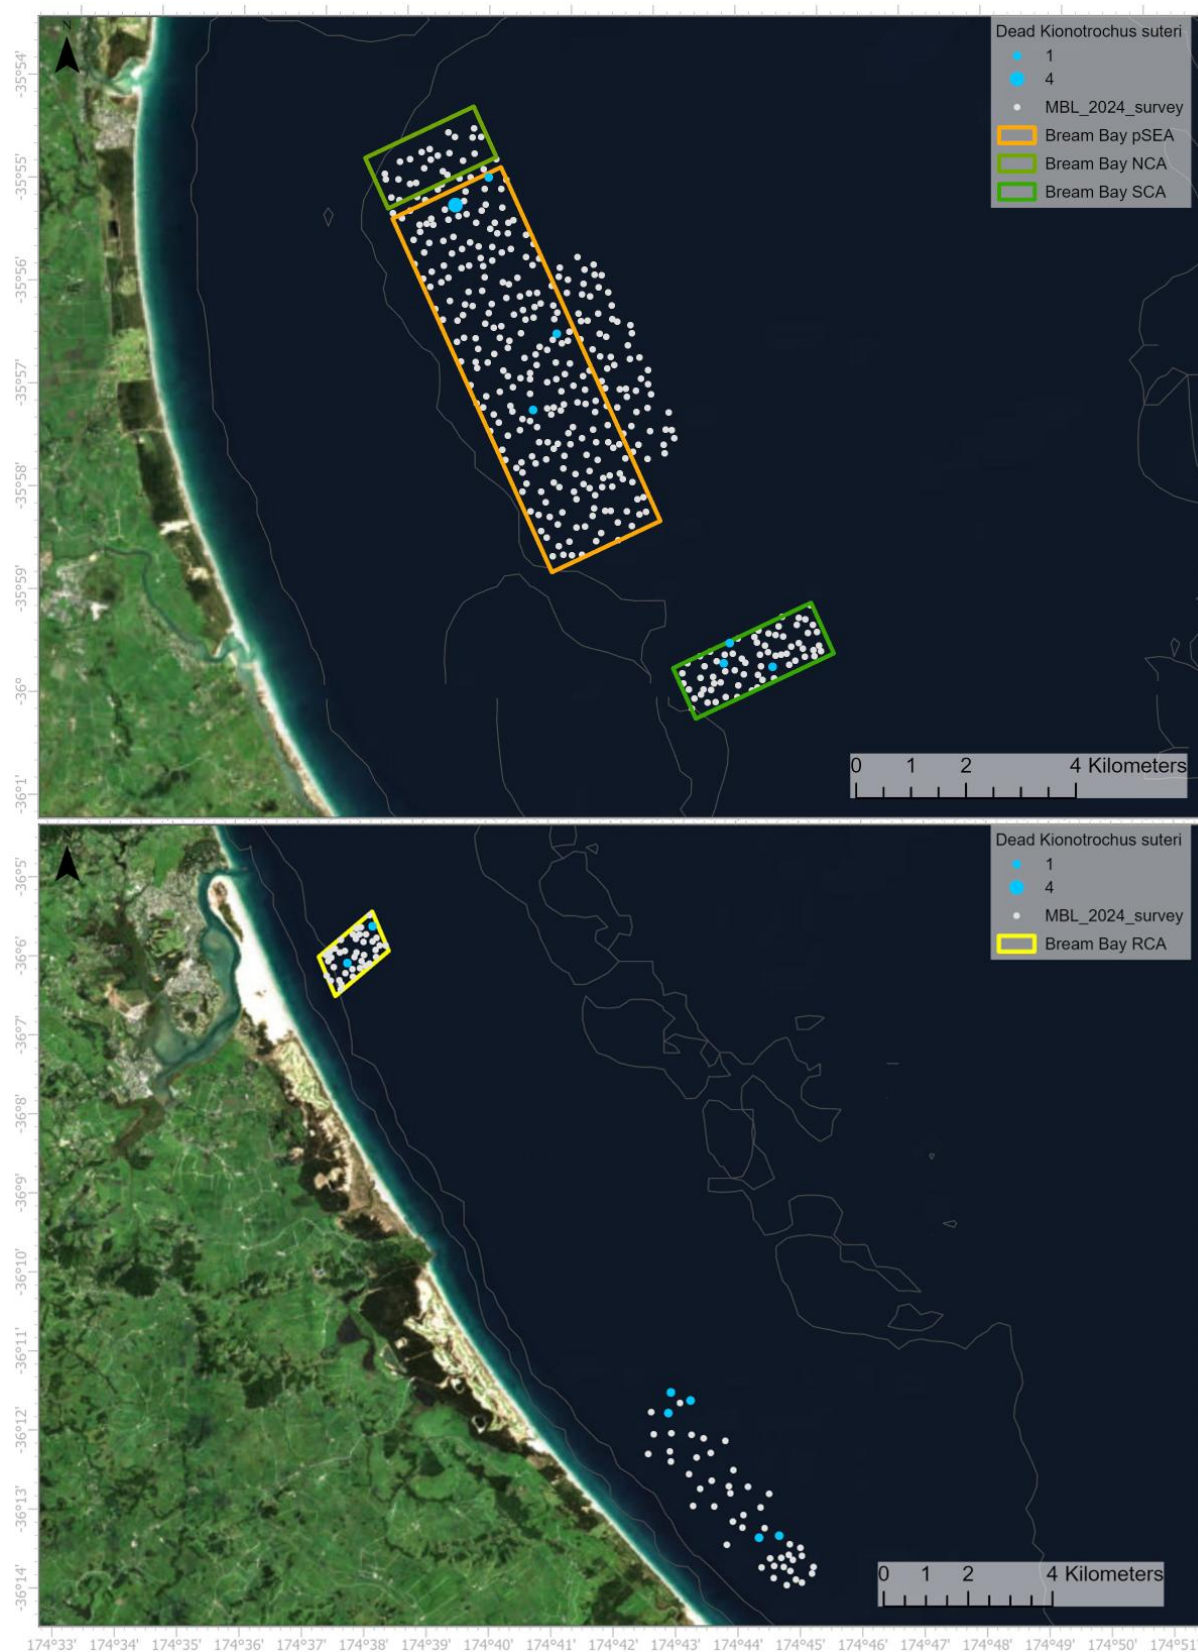 Dead Kionotrochus suteri
1
4
MBL_2024_survey
Bream Bay pSEA
Bream Bay NCA
Bream Bay SCA
-35°54'
-35°55'
-35°56'
-35°57'
-35°58'
-35°59'
-36°
-36°1'
0 1 2 4 Kilometers
Dead Kionotrochus suteri
1
4
MBL_2024_survey
Bream Bay RCA
-36°5'
-36°6'
-36°7'
-36°8'
-36°9'
-36°10'
-36°11'
-36°12'
-36°13'
-36°14'
0 1 2 4 Kilometers
174°33' 174°34' 174°35' 174°36' 174°37' 174°38' 174°39' 174°40' 174°41' 174°42' 174°43' 174°44' 174°45' 174°46' 174°47' 174°48' 174°49' 174°50'